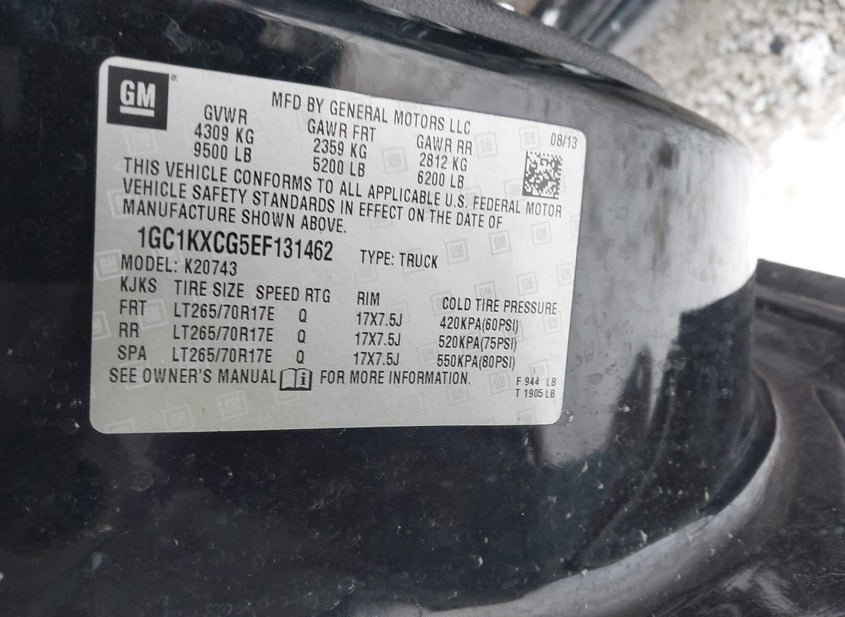 GM
MFD BY GENERAL MOTORS LLC
08/13
GVWR GAWR FRT GAWR RR
4309 KG 2359 KG 2812 KG
9500 LB 5200 LB 6200 LB
THIS VEHICLE CONFORMS TO ALL APPLICABLE U.S. FEDERAL MOTOR
VEHICLE SAFETY STANDARDS IN EFFECT ON THE DATE OF
MANUFACTURE SHOWN ABOVE.
1GC1KXCG5EF131462 TYPE: TRUCK
MODEL: K20743
KJKS TIRE SIZE SPEED RTG RIM COLD TIRE PRESSURE
FRT LT265/70R17E Q 17X7.5J 420KPA(60PSI)
RR LT265/70R17E Q 17X7.5J 520KPA(75PSI)
SPA LT265/70R17E Q 17X7.5J 550KPA(80PSI)
SEE OWNER'S MANUAL FOR MORE INFORMATION.
F 944 LB
T 1905 LB